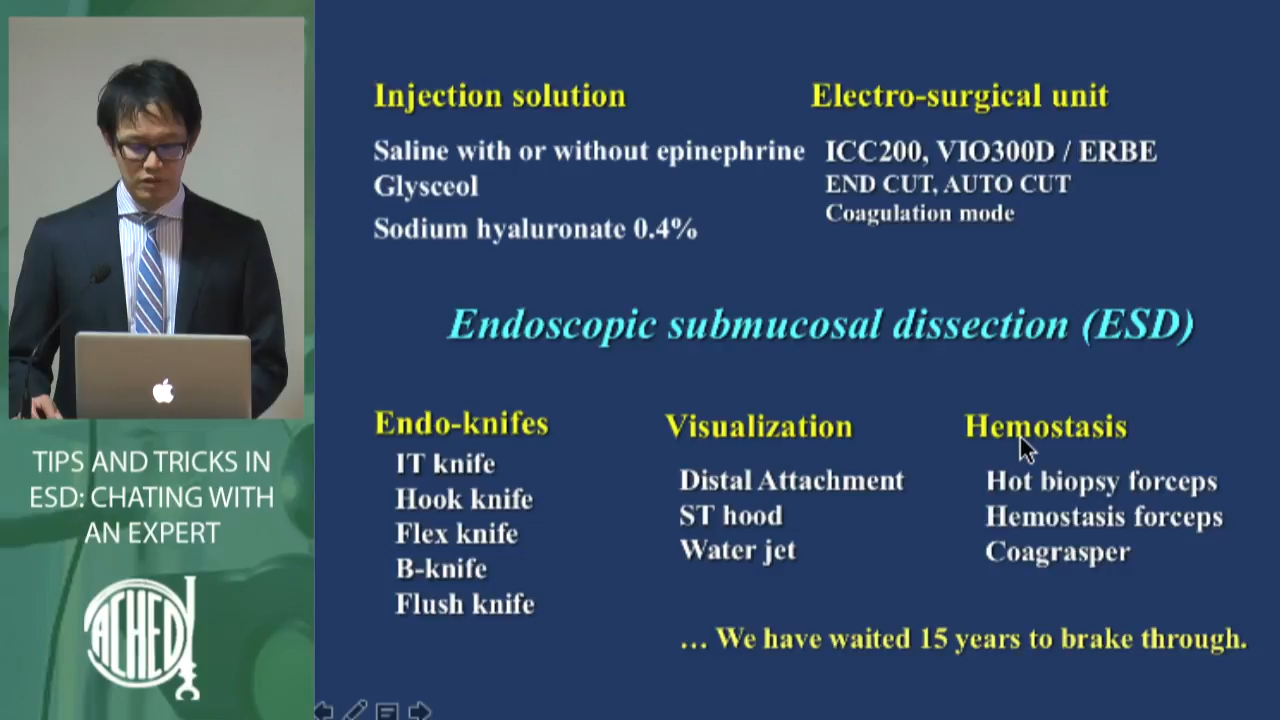 Injection solution
Saline with or without epinephrine
Glysceol
Sodium hyaluronate 0.4%
Electro-surgical unit
ICC200, VIO300D / ERBE
END CUT, AUTO CUT
Coagulation mode
Endoscopic submucosal dissection (ESD)
Endo-knifes
IT knife
Hook knife
Flex knife
B-knife
Flush knife
Visualization
Distal Attachment
ST hood
Water jet
Hemostasis
Hot biopsy forceps
Hemostasis forceps
Coagrasper
… We have waited 15 years to brake through.
TIPS AND TRICKS IN
ESD: CHATING WITH
AN EXPERT
ACHED